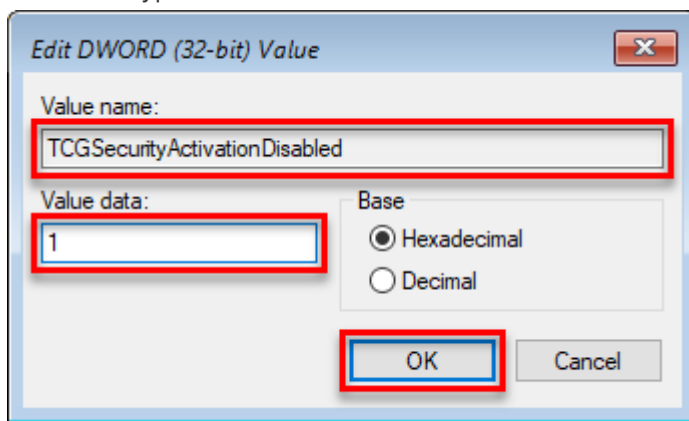 Edit DWORD (32-bit) Value
Value name:
TCGSecurityActivationDisabled
Value data:
1
Base
Hexadecimal
Decimal
OK
Cancel